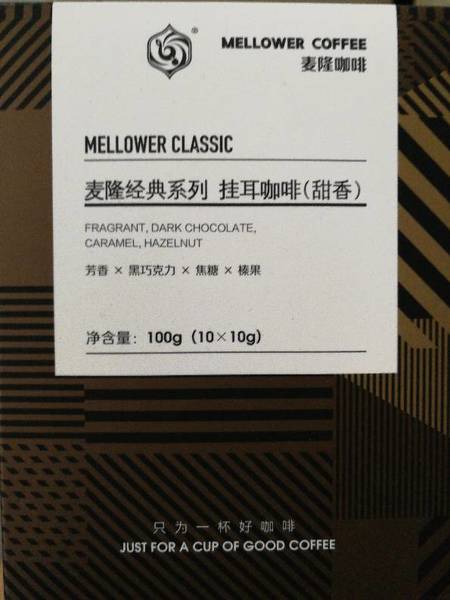 MELLOWER COFFEE
麦隆咖啡
MELLOWER CLASSIC
麦隆经典系列 挂耳咖啡(甜香)
FRAGRANT, DARK CHOCOLATE,
CARAMEL, HAZELNUT
芳香 × 黑巧克力 × 焦糖 × 榛果
净含量: 100g (10×10g)
只为一杯好咖啡
JUST FOR A CUP OF GOOD COFFEE